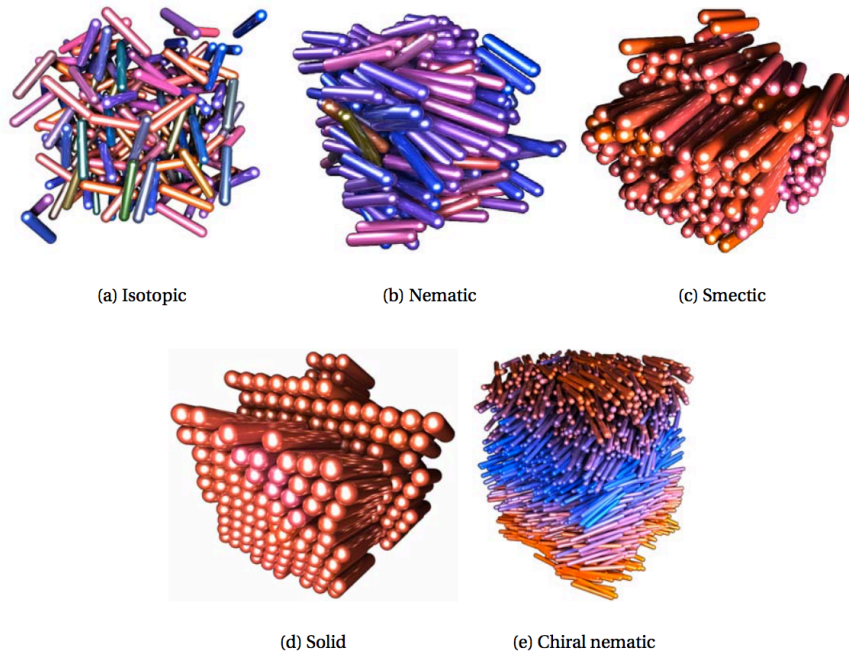 (a) Isotopic
(b) Nematic
(c) Smectic
(d) Solid
(e) Chiral nematic